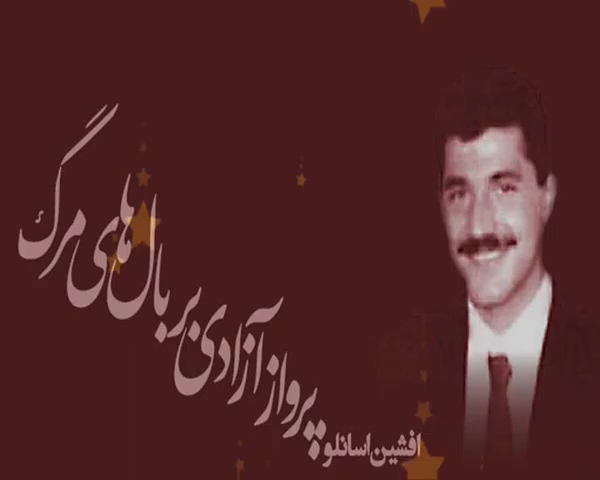 پرواز آزادی بر بال های مرگ
افشین اسانلو